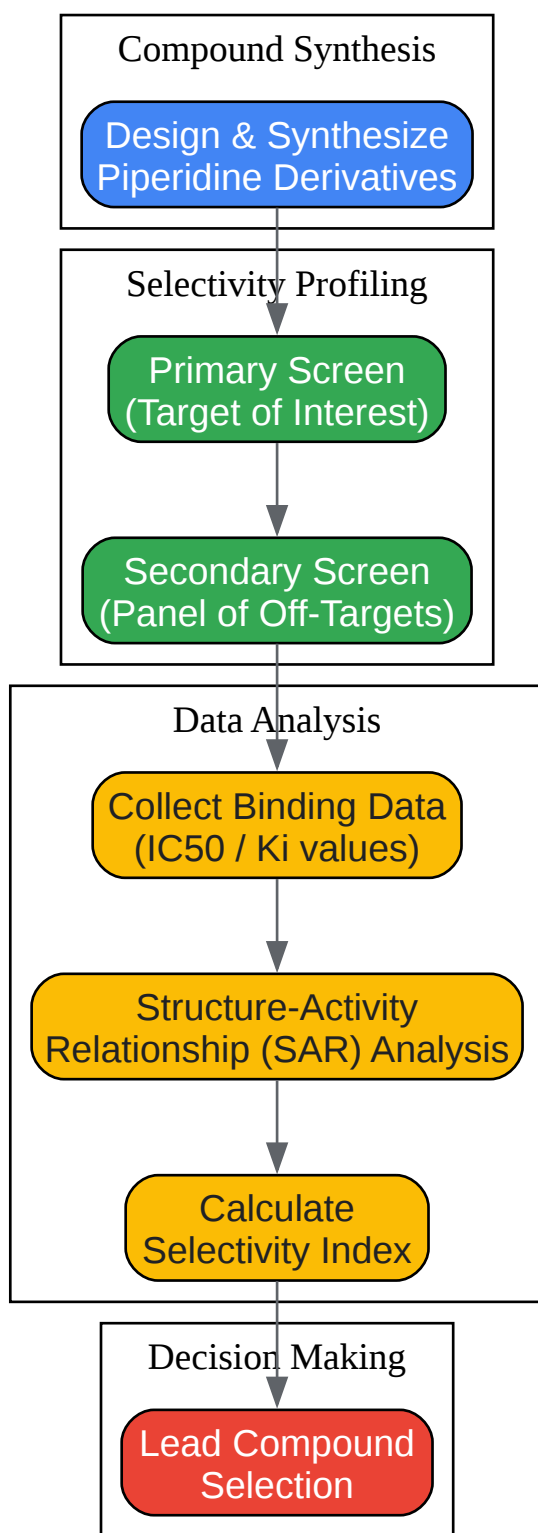 Compound Synthesis
Design & Synthesize
Piperidine Derivatives
Selectivity Profiling
Primary Screen
(Target of Interest)
Secondary Screen
(Panel of Off-Targets)
Data Analysis
Collect Binding Data
(IC50 / Ki values)
Structure-Activity
Relationship (SAR) Analysis
Calculate
Selectivity Index
Decision Making
Lead Compound
Selection